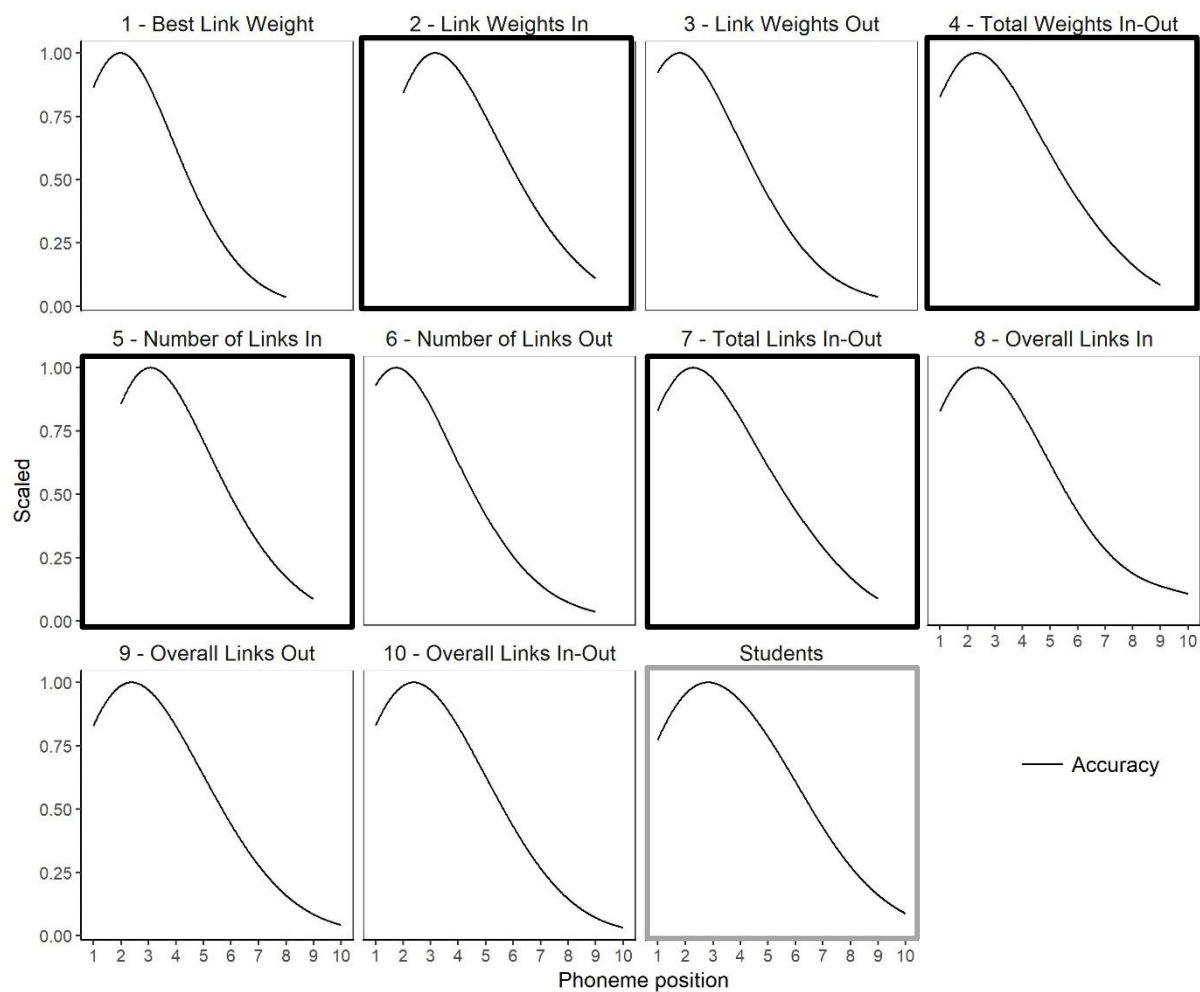 1 - Best Link Weight
2 - Link Weights In
3 - Link Weights Out
4 - Total Weights In-Out
1.00
0.75
0.50
0.25
0.00
5 - Number of Links In
6 - Number of Links Out
7 - Total Links In-Out
8 - Overall Links In
1.00
0.75
0.50
0.25
0.00
Scaled
1 2 3 4 5 6 7 8 9 10
9 - Overall Links Out
10 - Overall Links In-Out
Students
1.00
0.75
0.50
0.25
0.00
Accuracy
1 2 3 4 5 6 7 8 9 10
1 2 3 4 5 6 7 8 9 10
1 2 3 4 5 6 7 8 9 10
Phoneme position